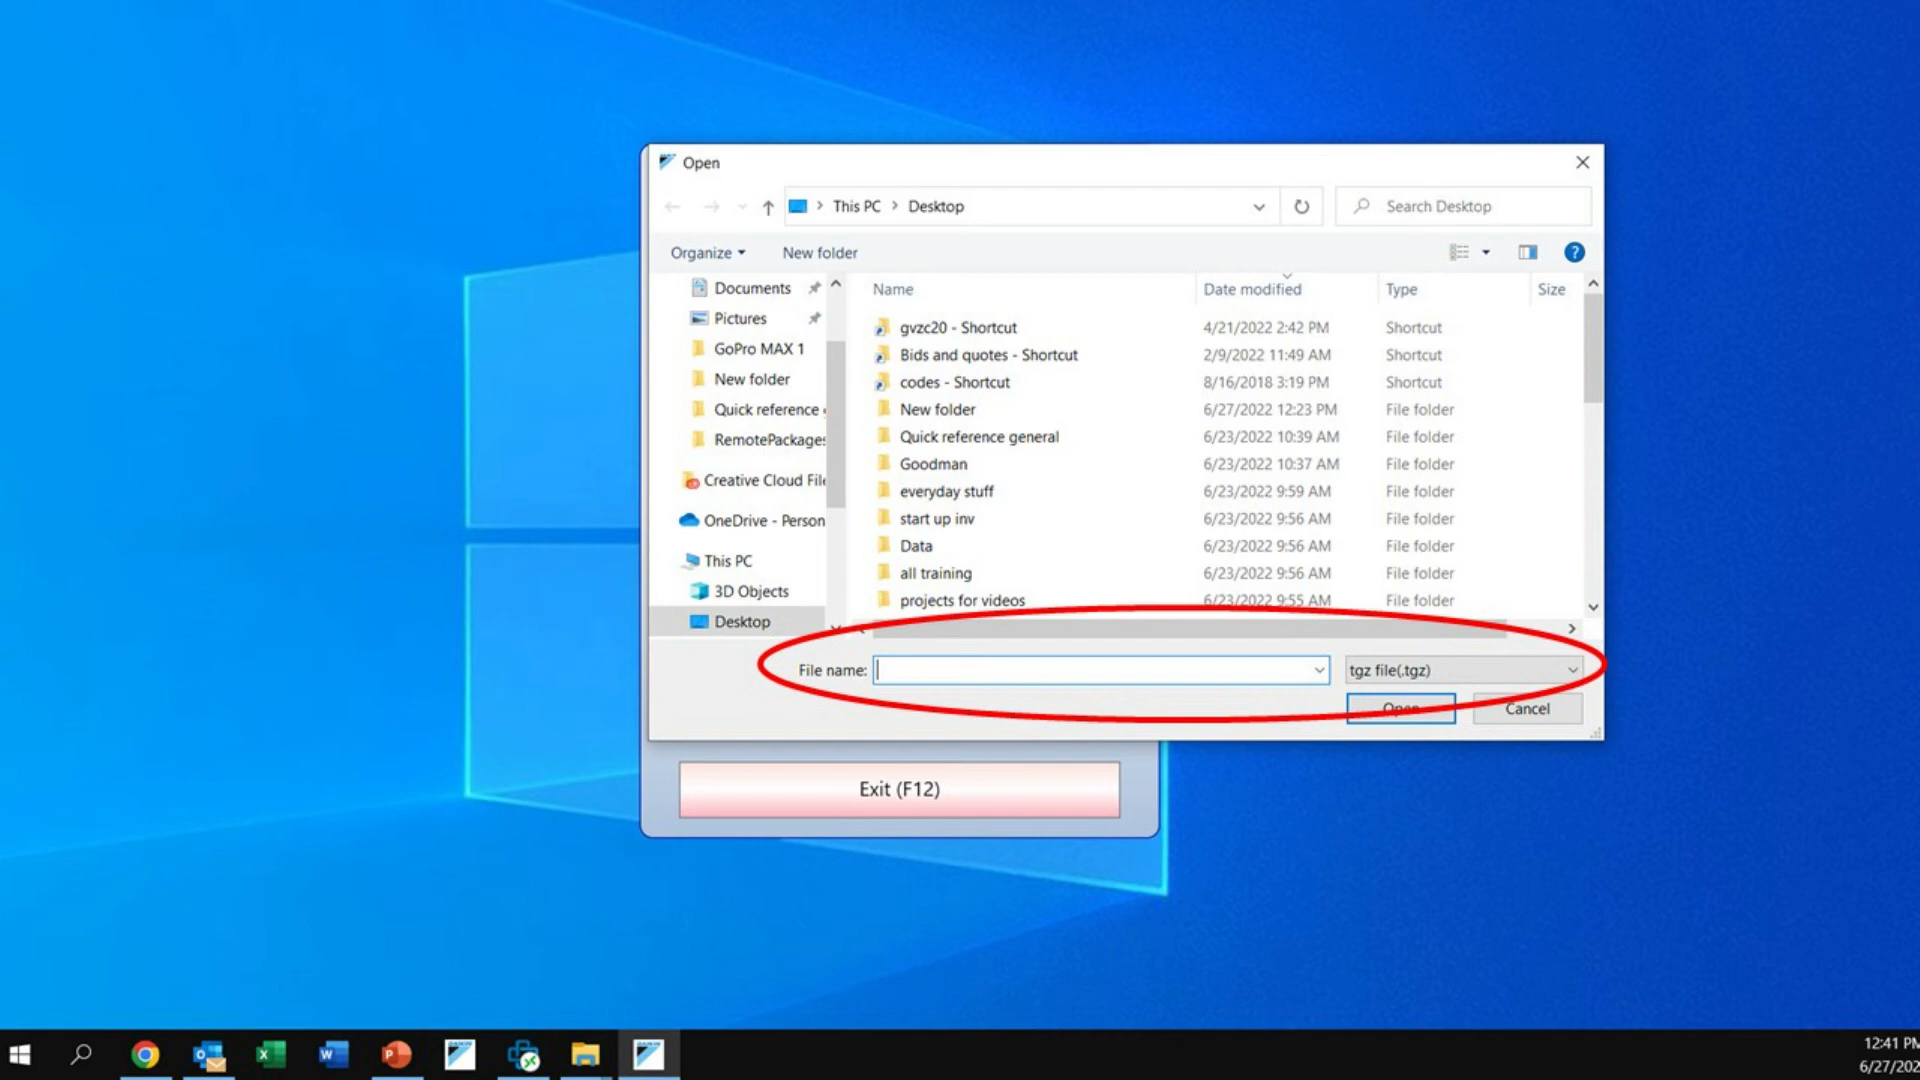 Open
This PC > Desktop
Search Desktop
Organize
New folder
Documents
Pictures
GoPro MAX 1
New folder
Quick reference
RemotePackages
Creative Cloud File
OneDrive - Person
This PC
3D Objects
Desktop
Name Date modified Type Size
gvzc20 - Shortcut 4/21/2022 2:42 PM Shortcut
Bids and quotes - Shortcut 2/9/2022 11:49 AM Shortcut
codes - Shortcut 8/16/2018 3:19 PM Shortcut
New folder 6/27/2022 12:23 PM File folder
Quick reference general 6/23/2022 10:39 AM File folder
Goodman 6/23/2022 10:37 AM File folder
everyday stuff 6/23/2022 9:59 AM File folder
start up inv 6/23/2022 9:56 AM File folder
Data 6/23/2022 9:56 AM File folder
all training 6/23/2022 9:56 AM File folder
projects for videos 6/23/2022 9:55 AM File folder
File name:
tgz file(.tgz)
Open
Cancel
Exit (F12)
12:41 PM
6/27/202